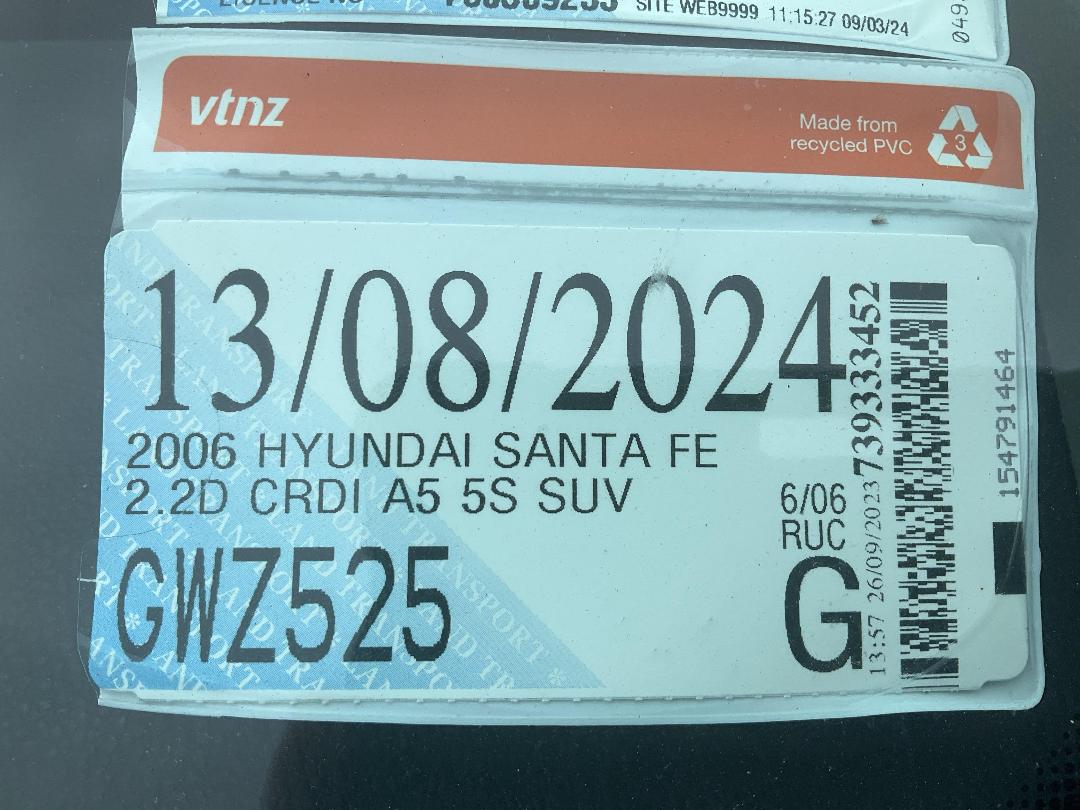 SITE WEB9999 11:15:27 09/03/24
049
vtnz
Made from
recycled PVC
3
13/08/2024
2006 HYUNDAI SANTA FE
2.2D CRDI A5 5S SUV
GWZ525
6/06
RUC
G
13:57 26/09/2023 739333452
154791464